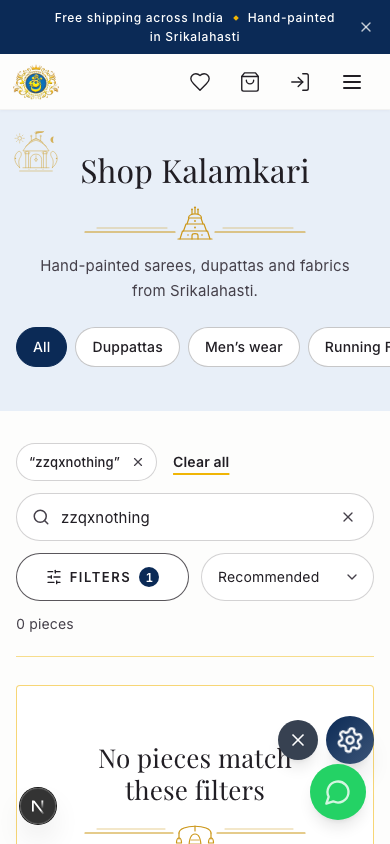 Free shipping across India ✦ Hand-painted
in Srikalahasti
Shop Kalamkari
Hand-painted sarees, dupattas and fabrics
from Srikalahasti.
All
Duppattas
Men’s wear
Running F
“zzqxnothing”
Clear all
zzqxnothing
FILTERS 1
Recommended
0 pieces
No pieces match
these filters
N